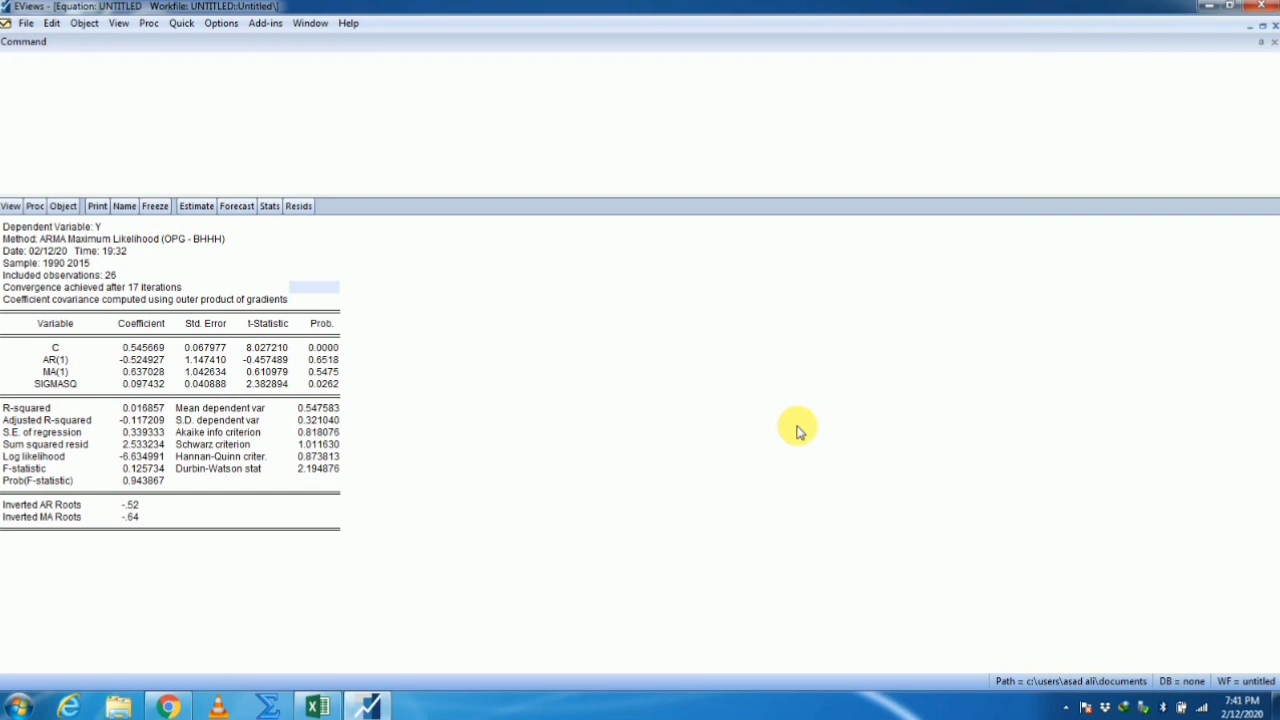 EViews - [Equation: UNTITLED Workfile: UNTITLED::Untitled\]
File Edit Object View Proc Quick Options Add-ins Window Help
Command
View Proc Object Print Name Freeze Estimate Forecast Stats Resids
Dependent Variable: Y
Method: ARMA Maximum Likelihood (OPG - BHHH)
Date: 02/12/20 Time: 19:32
Sample: 1990 2015
Included observations: 26
Convergence achieved after 17 iterations
Coefficient covariance computed using outer product of gradients
Variable Coefficient Std. Error t-Statistic Prob.
C 0.545669 0.067977 8.027210 0.0000
AR(1) -0.524927 1.147410 -0.457489 0.6518
MA(1) 0.637028 1.042634 0.610979 0.5475
SIGMASQ 0.097432 0.040888 2.382894 0.0262
R-squared 0.016857 Mean dependent var 0.547583
Adjusted R-squared -0.117209 S.D. dependent var 0.321040
S.E. of regression 0.339333 Akaike info criterion 0.818076
Sum squared resid 2.533234 Schwarz criterion 1.011630
Log likelihood -6.634991 Hannan-Quinn criter. 0.873813
F-statistic 0.125734 Durbin-Watson stat 2.194876
Prob(F-statistic) 0.943867
Inverted AR Roots -.52
Inverted MA Roots -.64
Path = c:\users\asad ali\documents DB = none WF = untitled
7:41 PM
2/12/2020